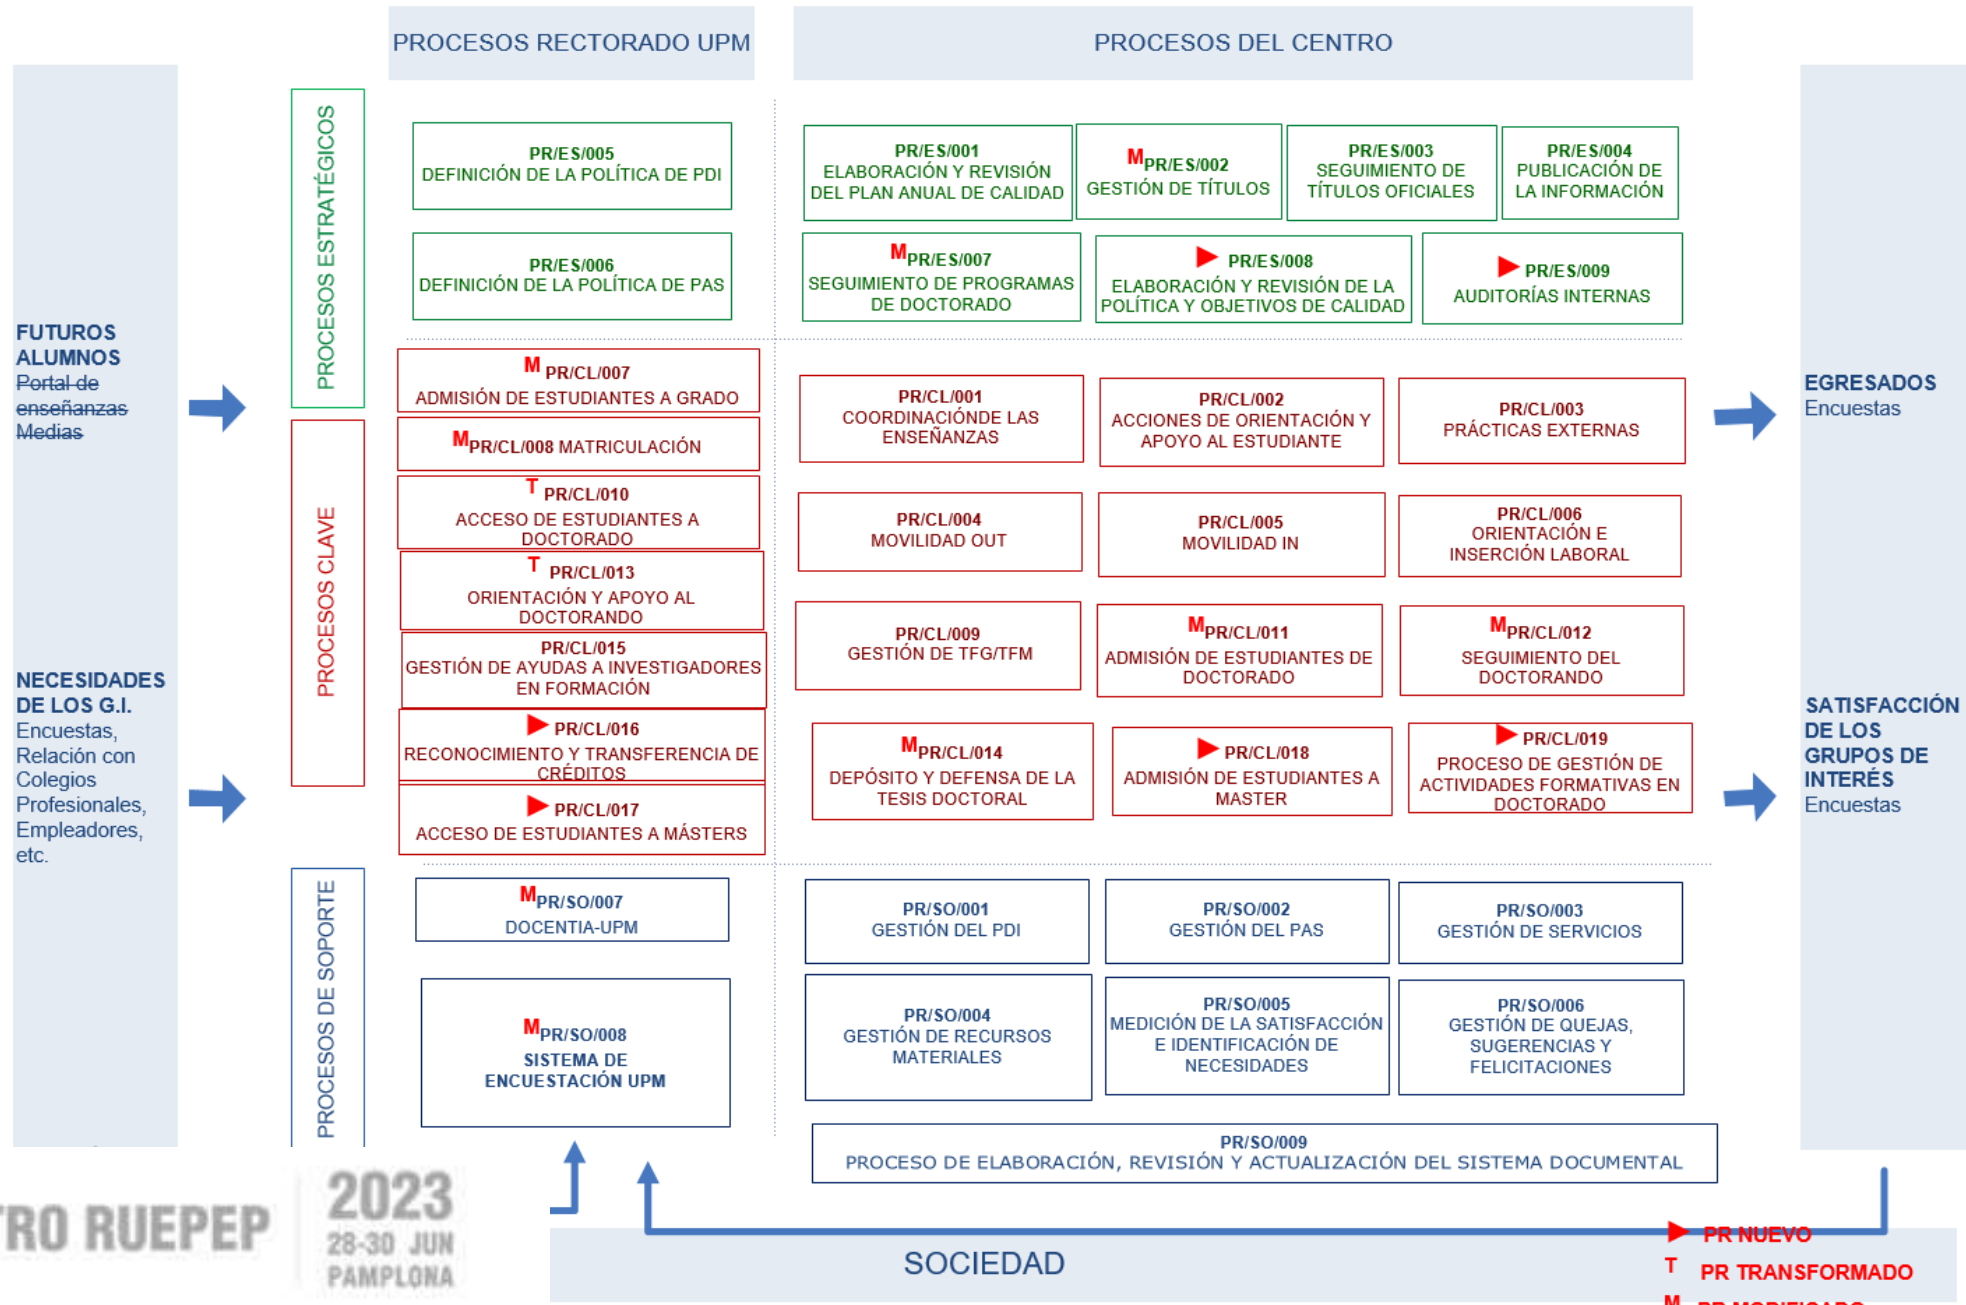 PROCESOS RECTORADO UPM
PROCESOS DEL CENTRO
FUTUROS
ALUMNOS
Portal de
enseñanzas
Medias
NECESIDADES
DE LOS G.I.
Encuestas,
Relación con
Colegios
Profesionales,
Empleadores,
etc.
PROCESOS ESTRATÉGICOS
PR/ES/005
DEFINICIÓN DE LA POLÍTICA DE PDI
PR/ES/006
DEFINICIÓN DE LA POLÍTICA DE PAS
PR/ES/001
ELABORACIÓN Y REVISIÓN
DEL PLAN ANUAL DE CALIDAD
M PR/ES/002
GESTIÓN DE TÍTULOS
PR/ES/003
SEGUIMIENTO DE
TÍTULOS OFICIALES
PR/ES/004
PUBLICACIÓN DE
LA INFORMACIÓN
M PR/ES/007
SEGUIMIENTO DE PROGRAMAS
DE DOCTORADO
PR/ES/008
ELABORACIÓN Y REVISIÓN DE LA
POLÍTICA Y OBJETIVOS DE CALIDAD
PR/ES/009
AUDITORÍAS INTERNAS
PROCESOS CLAVE
M PR/CL/007
ADMISIÓN DE ESTUDIANTES A GRADO
M PR/CL/008 MATRICULACIÓN
T PR/CL/010
ACCESO DE ESTUDIANTES A
DOCTORADO
T PR/CL/013
ORIENTACIÓN Y APOYO AL
DOCTORANDO
PR/CL/015
GESTIÓN DE AYUDAS A INVESTIGADORES
EN FORMACIÓN
PR/CL/016
RECONOCIMIENTO Y TRANSFERENCIA DE
CRÉDITOS
PR/CL/017
ACCESO DE ESTUDIANTES A MÁSTERS
PR/CL/001
COORDINACIÓNDE LAS
ENSEÑANZAS
PR/CL/002
ACCIONES DE ORIENTACIÓN Y
APOYO AL ESTUDIANTE
PR/CL/003
PRÁCTICAS EXTERNAS
PR/CL/004
MOVILIDAD OUT
PR/CL/005
MOVILIDAD IN
PR/CL/006
ORIENTACIÓN E
INSERCIÓN LABORAL
PR/CL/009
GESTIÓN DE TFG/TFM
M PR/CL/011
ADMISIÓN DE ESTUDIANTES DE
DOCTORADO
M PR/CL/012
SEGUIMIENTO DEL
DOCTORANDO
M PR/CL/014
DEPÓSITO Y DEFENSA DE LA
TESIS DOCTORAL
PR/CL/018
ADMISIÓN DE ESTUDIANTES A
MASTER
PR/CL/019
PROCESO DE GESTIÓN DE
ACTIVIDADES FORMATIVAS EN
DOCTORADO
PROCESOS DE SOPORTE
M PR/SO/007
DOCENTIA-UPM
M PR/SO/008
SISTEMA DE
ENCUESTACIÓN UPM
PR/SO/001
GESTIÓN DEL PDI
PR/SO/002
GESTIÓN DEL PAS
PR/SO/003
GESTIÓN DE SERVICIOS
PR/SO/004
GESTIÓN DE RECURSOS
MATERIALES
PR/SO/005
MEDICIÓN DE LA SATISFACCIÓN
E IDENTIFICACIÓN DE
NECESIDADES
PR/SO/006
GESTIÓN DE QUEJAS,
SUGERENCIAS Y
FELICITACIONES
PR/SO/009
PROCESO DE ELABORACIÓN, REVISIÓN Y ACTUALIZACIÓN DEL SISTEMA DOCUMENTAL
EGRESADOS
Encuestas
SATISFACCIÓN
DE LOS
GRUPOS DE
INTERÉS
Encuestas
TRO RUEPEP
2023
28-30 JUN
PAMPLONA
SOCIEDAD
PR NUEVO
T PR TRANSFORMADO
M PR MODIFICADO